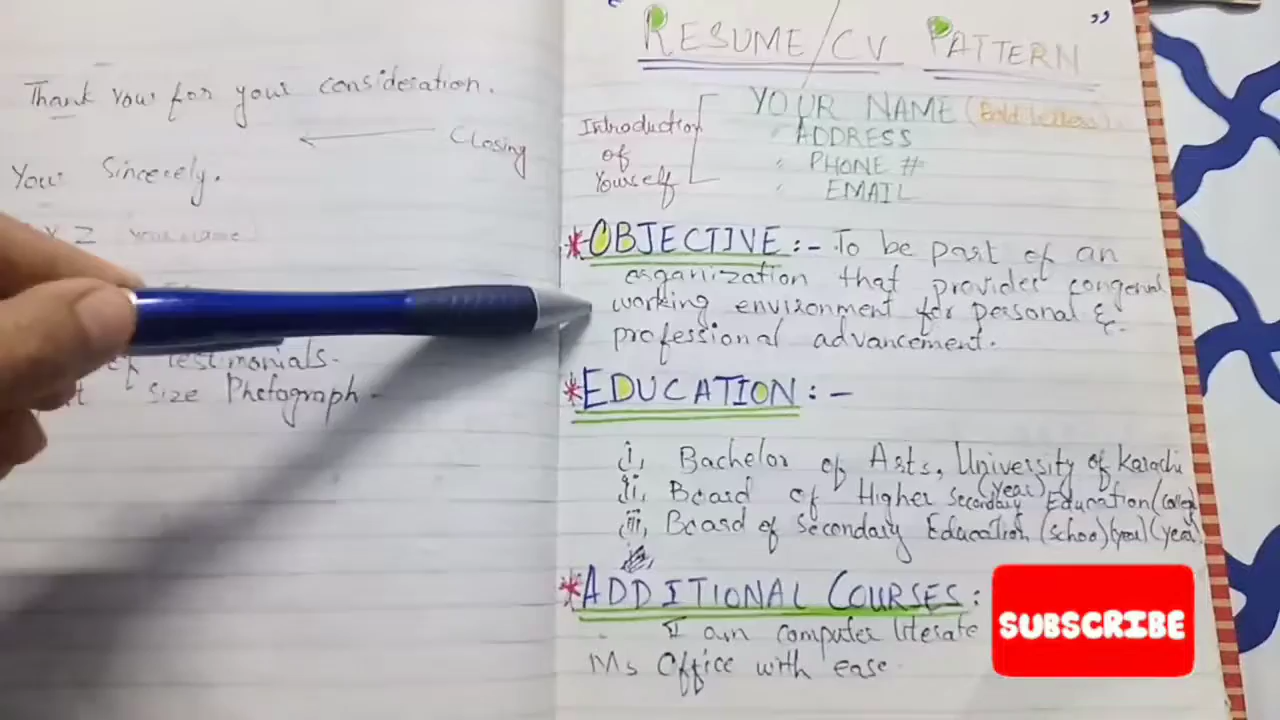 Thank You for your consideration.
Closing
Your Sincerely.
Z Your name
of testimonials.
Size Photograph.
RESUME/CV PATTERN ”
Introduction of Yourself
YOUR NAME (Bold Letters).
ADDRESS
PHONE #
EMAIL
* OBJECTIVE :- To be part of an
organization that provides congenial
working environment for personal &
professional advancement.
* EDUCATION :-
i, Bachelor of Arts, University of Karachi
(year)
ii, Board of Higher Secondary Education (College)
iii, Board of Secondary Education (School) (year) (year)
* ADDITIONAL COURSES :
I am computer literate
Ms Office with ease
SUBSCRIBE